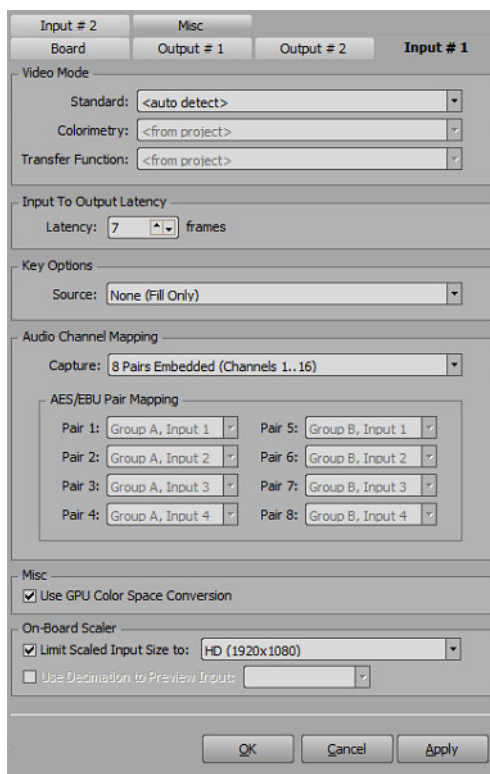 Input # 2 Misc
Board Output # 1 Output # 2 Input # 1
Video Mode
Standard: <auto detect>
Colorimetry: <from project>
Transfer Function: <from project>
Input To Output Latency
Latency: 7 frames
Key Options
Source: None (Fill Only)
Audio Channel Mapping
Capture: 8 Pairs Embedded (Channels 1..16)
AES/EBU Pair Mapping
Pair 1: Group A, Input 1 Pair 5: Group B, Input 1
Pair 2: Group A, Input 2 Pair 6: Group B, Input 2
Pair 3: Group A, Input 3 Pair 7: Group B, Input 3
Pair 4: Group A, Input 4 Pair 8: Group B, Input 4
Misc
Use GPU Color Space Conversion
On-Board Scaler
Limit Scaled Input Size to: HD (1920x1080)
Use Decimation to Preview Input:
OK Cancel Apply